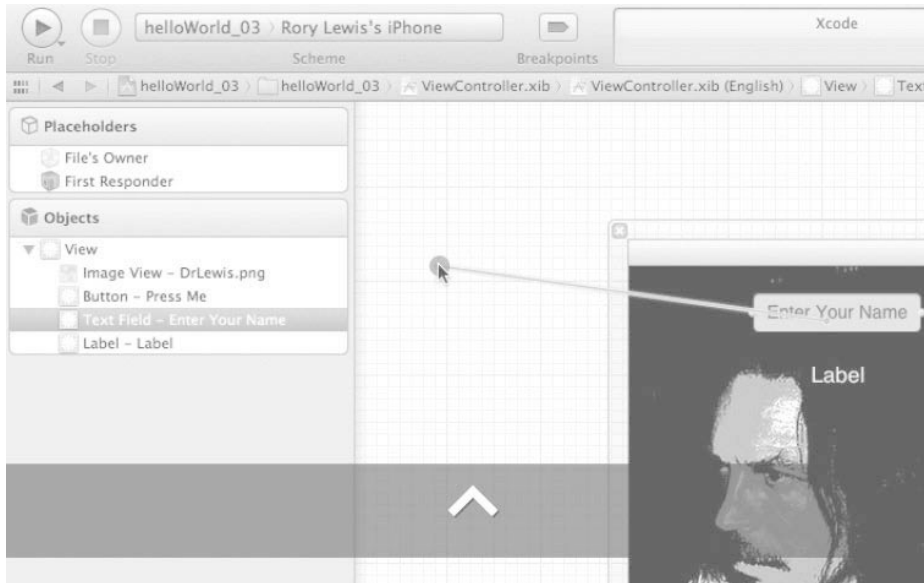 helloWorld_03 Rory Lewis's iPhone
Xcode
Run Stop Scheme Breakpoints
helloWorld_03 helloWorld_03 ViewController.xib ViewController.xib (English) View Text
Placeholders
File's Owner
First Responder
Objects
View
Image View – DrLewis.png
Button – Press Me
Text Field – Enter Your Name
Label – Label
Enter Your Name
Label